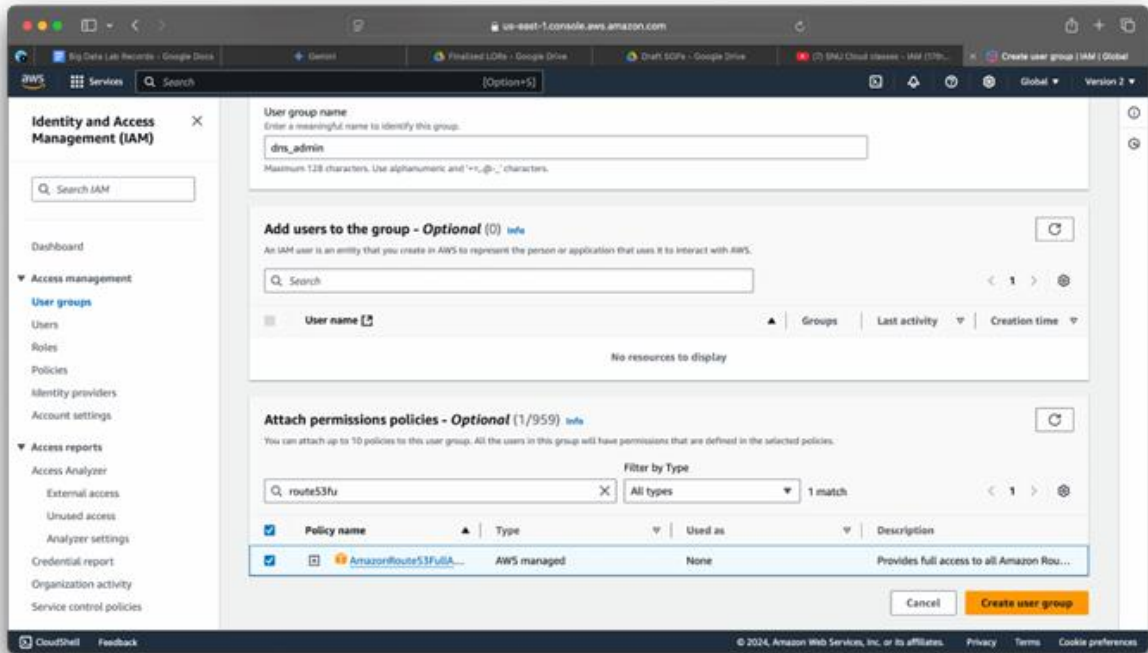 us-east-1.console.aws.amazon.com
Big Data Lab Records - Google Docs
Gemini
Finalized LORs - Google Drive
Draft SOPs - Google Drive
Create user group | IAM | Global
aws
Services
Search
[Option+S]
Global
Version 2
Identity and Access
Management (IAM)
Search IAM
Dashboard
Access management
User groups
Users
Roles
Policies
Identity providers
Account settings
Access reports
Access Analyzer
External access
Unused access
Analyzer settings
Credential report
Organization activity
Service control policies
User group name
Enter a meaningful name to identify this group.
dns_admin
Maximum 128 characters. Use alphanumeric and '+=,.@-_' characters.
Add users to the group - Optional (0) Info
An IAM user is an entity that you create in AWS to represent the person or application that uses it to interact with AWS.
Search
1
User name
Groups
Last activity
Creation time
No resources to display
Attach permissions policies - Optional (1/959) Info
You can attach up to 10 policies to this user group. All the users in this group will have permissions that are defined in the selected policies.
Filter by Type
route53fu
All types
1 match
1
Policy name
Type
Used as
Description
AmazonRoute53FullA...
AWS managed
None
Provides full access to all Amazon Rou...
Cancel
Create user group
CloudShell
Feedback
© 2024, Amazon Web Services, Inc. or its affiliates.
Privacy
Terms
Cookie preferences